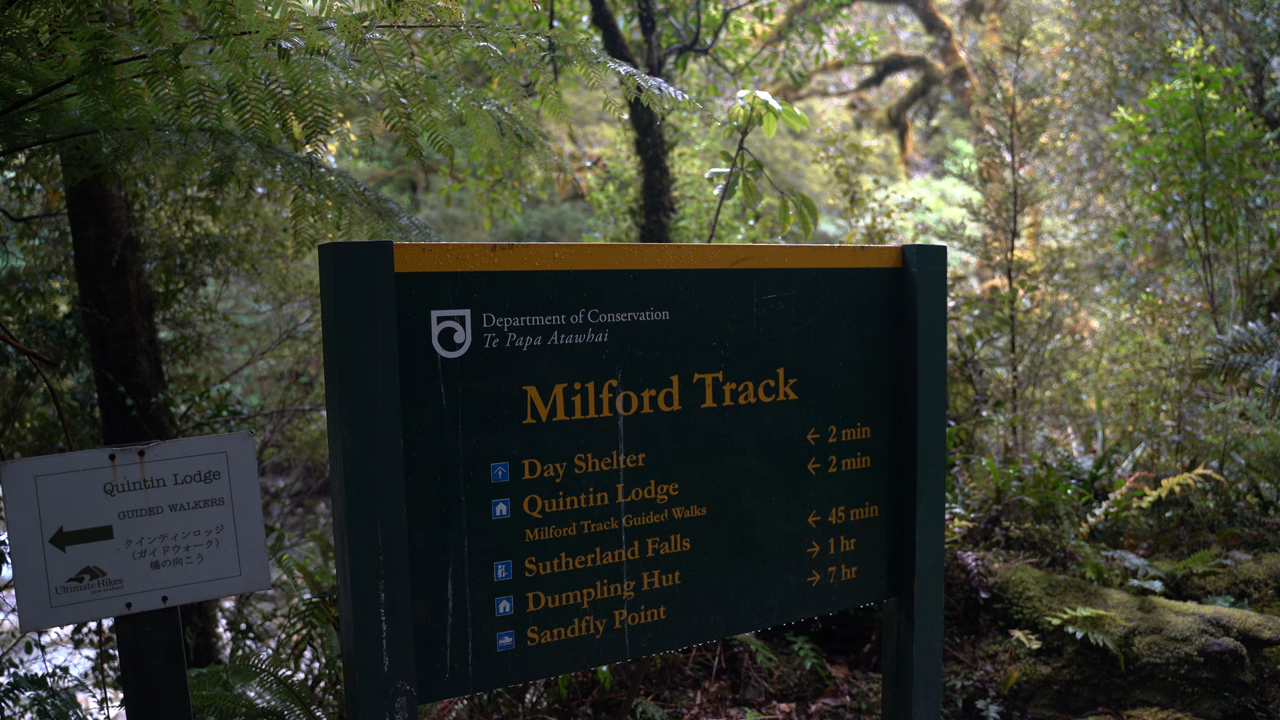 Department of Conservation
Te Papa Atawhai
Milford Track
Day Shelter ← 2 min
Quintin Lodge ← 2 min
Milford Track Guided Walks
Sutherland Falls ← 45 min
Dumpling Hut → 1 hr
Sandfly Point → 7 hr
Quintin Lodge
GUIDED WALKERS
クインティンロッジ
(ガイドウォーク)
橋の向こう
Ultimate Hikes
NEW ZEALAND